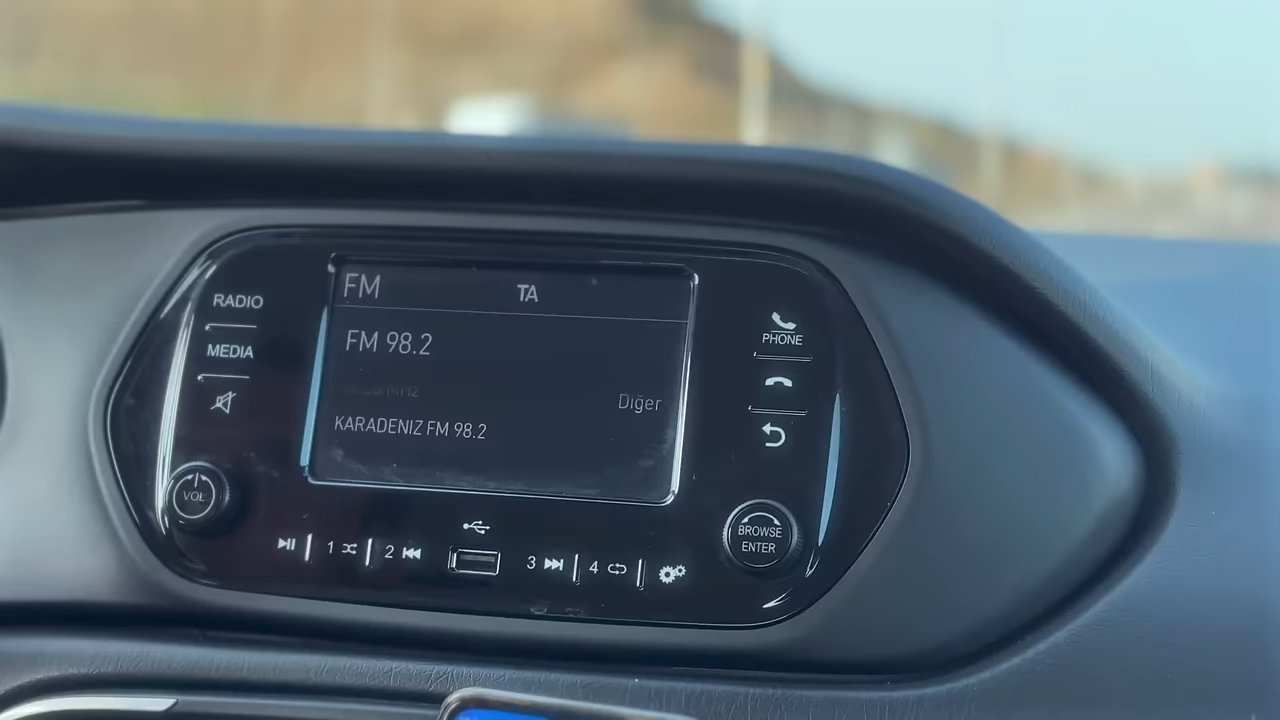 FM
TA
RADIO
MEDIA
FM 98.2
Diğer
KARADENIZ FM 98.2
PHONE
VOL
BROWSE
ENTER
1
2
3
4